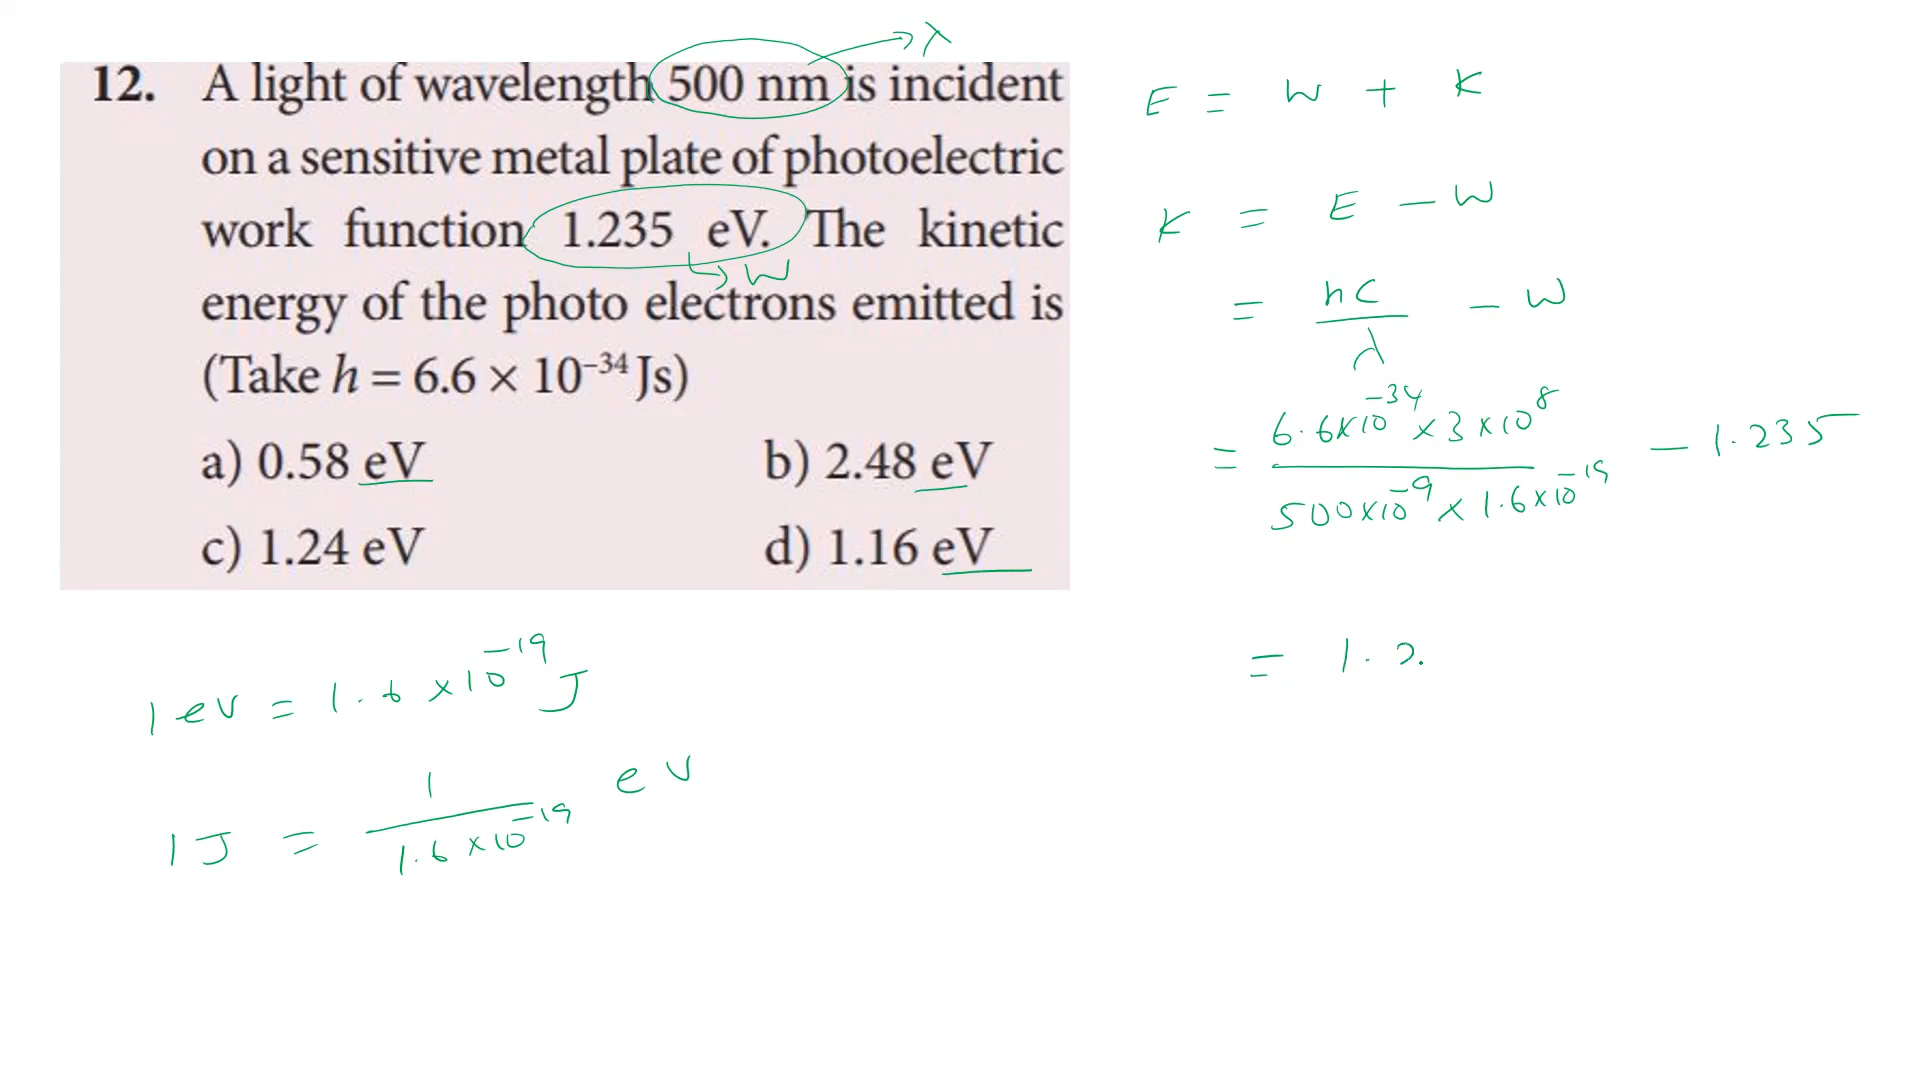 12. A light of wavelength 500 nm is incident
on a sensitive metal plate of photoelectric
work function 1.235 eV. The kinetic
energy of the photo electrons emitted is
(Take h = 6.6 × 10⁻³⁴ Js)
a) 0.58 eV b) 2.48 eV
c) 1.24 eV d) 1.16 eV
→ λ
↳ W
1 eV = 1.6 × 10⁻¹⁹ J
1 J = 1 / 1.6 × 10⁻¹⁹ eV
E = W + K
K = E − W
= hC / λ − W
= 6.6 × 10⁻³⁴ × 3 × 10⁸ / 500 × 10⁻⁹ × 1.6 × 10⁻¹⁹ − 1.235
= 1.